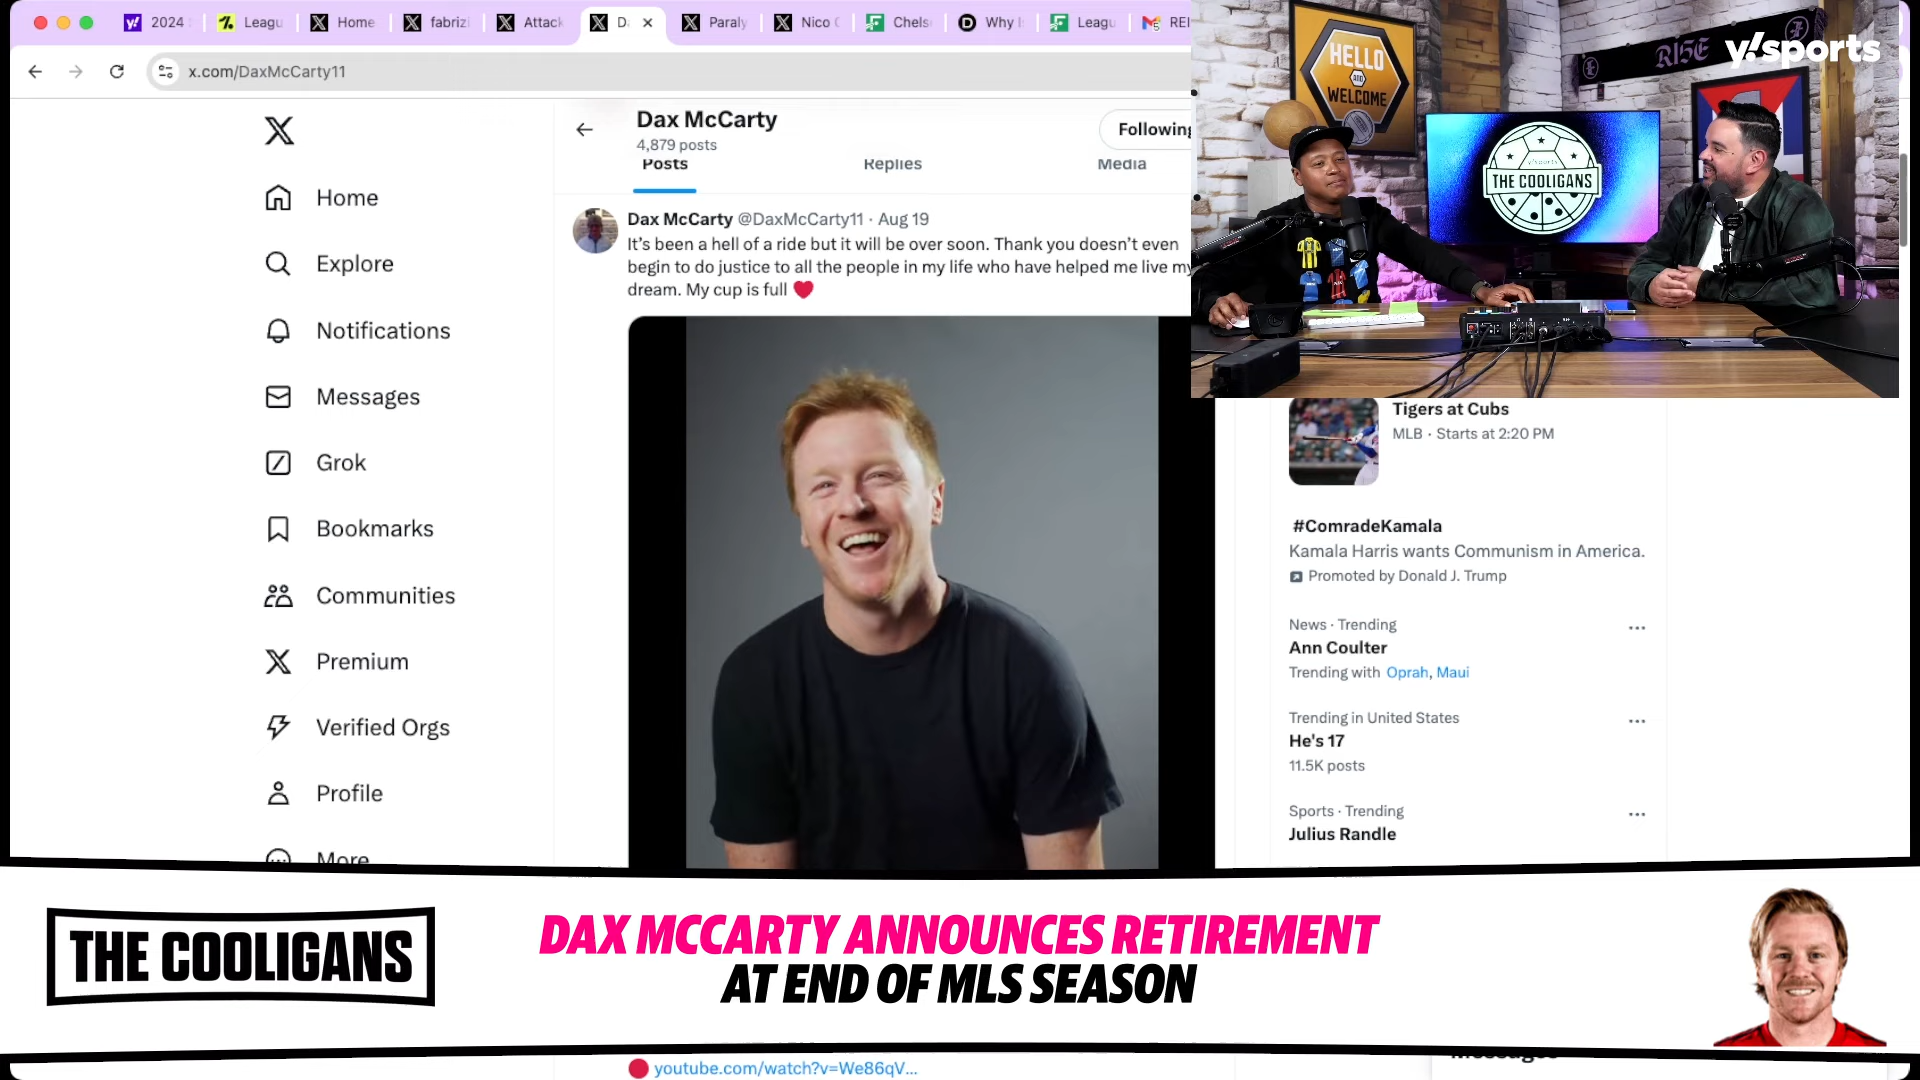 2024
Leagu
Home
fabrizi
Attack
D
Paraly
Nico
Chels
Why
Leagu
REI
x.com/DaxMcCarty11
HELLO
AND
WELCOME
RISE
y!sports
y!sports
THE COOLIGANS
Home
Explore
Notifications
Messages
Grok
Bookmarks
Communities
Premium
Verified Orgs
Profile
More
Dax McCarty
4,879 posts
Following
Posts
Replies
Media
Dax McCarty @DaxMcCarty11 · Aug 19
It’s been a hell of a ride but it will be over soon. Thank you doesn’t even
begin to do justice to all the people in my life who have helped me live my
dream. My cup is full ❤️
Tigers at Cubs
MLB · Starts at 2:20 PM
#ComradeKamala
Kamala Harris wants Communism in America.
Promoted by Donald J. Trump
News · Trending
Ann Coulter
Trending with Oprah, Maui
Trending in United States
He's 17
11.5K posts
Sports · Trending
Julius Randle
THE COOLIGANS
DAX MCCARTY ANNOUNCES RETIREMENT
AT END OF MLS SEASON
youtube.com/watch?v=We86qV...
Messages